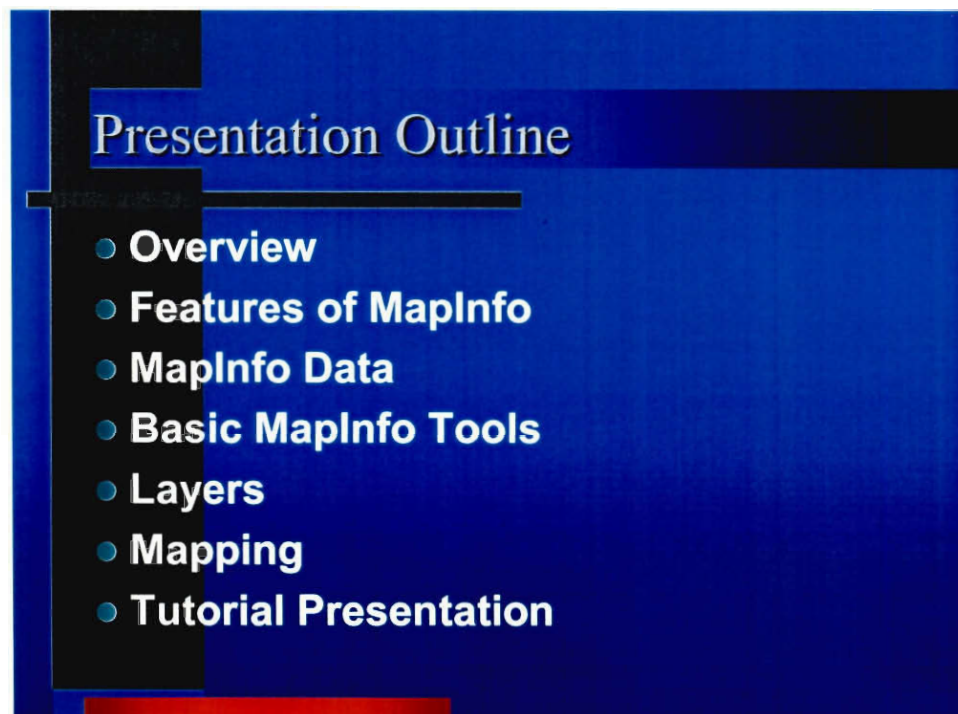 Presentation Outline
Overview
Features of MapInfo
MapInfo Data
Basic MapInfo Tools
Layers
Mapping
Tutorial Presentation